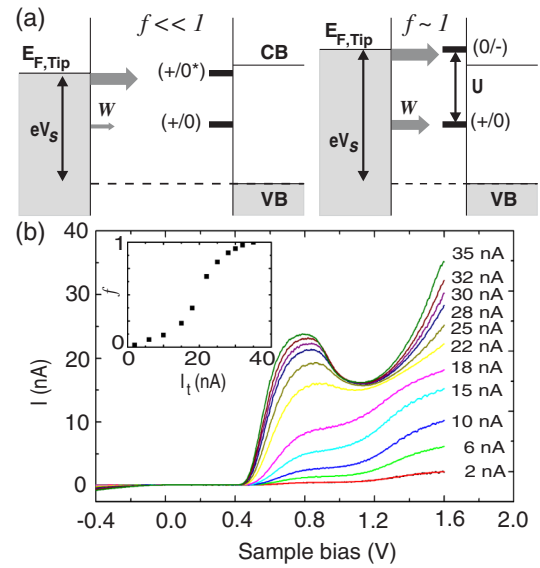 (a) f << 1 f ~ 1
E_F,Tip CB E_F,Tip (0/-)
(+/0*) U
W (+/0) W (+/0)
eV_s eV_s
VB VB
(b)
40
30
20
10
0
I (nA)
1
f
0
0 20 40
I_t (nA)
35 nA
32 nA
30 nA
28 nA
25 nA
22 nA
18 nA
15 nA
10 nA
6 nA
2 nA
-0.4 0.0 0.4 0.8 1.2 1.6 2.0
Sample bias (V)